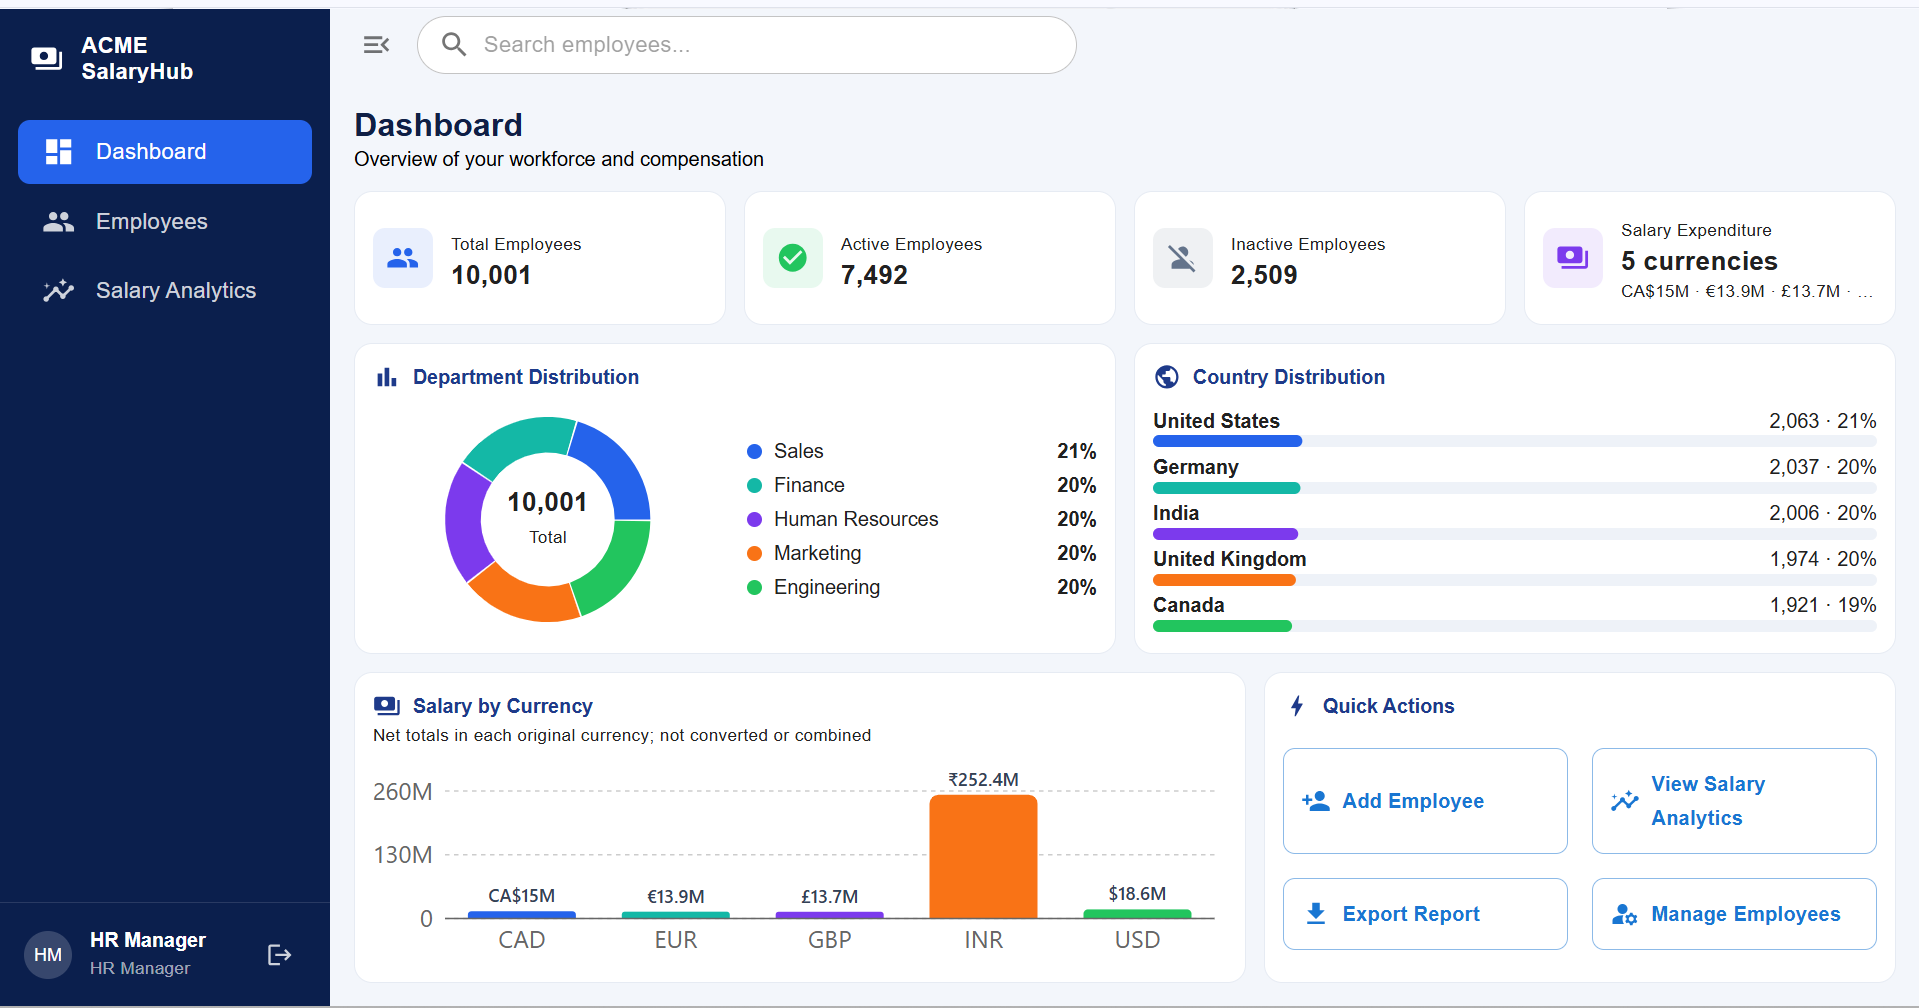 ACME
SalaryHub
Search employees...
Dashboard
Employees
Salary Analytics
HM
HR Manager
HR Manager
Dashboard
Overview of your workforce and compensation
Total Employees
10,001
Active Employees
7,492
Inactive Employees
2,509
Salary Expenditure
5 currencies
CA$15M · €13.9M · £13.7M · ...
Department Distribution
10,001
Total
Sales 21%
Finance 20%
Human Resources 20%
Marketing 20%
Engineering 20%
Country Distribution
United States 2,063 · 21%
Germany 2,037 · 20%
India 2,006 · 20%
United Kingdom 1,974 · 20%
Canada 1,921 · 19%
Salary by Currency
Net totals in each original currency; not converted or combined
260M
130M
0
CA$15M €13.9M £13.7M ₹252.4M $18.6M
CAD EUR GBP INR USD
Quick Actions
Add Employee
View Salary
Analytics
Export Report
Manage Employees